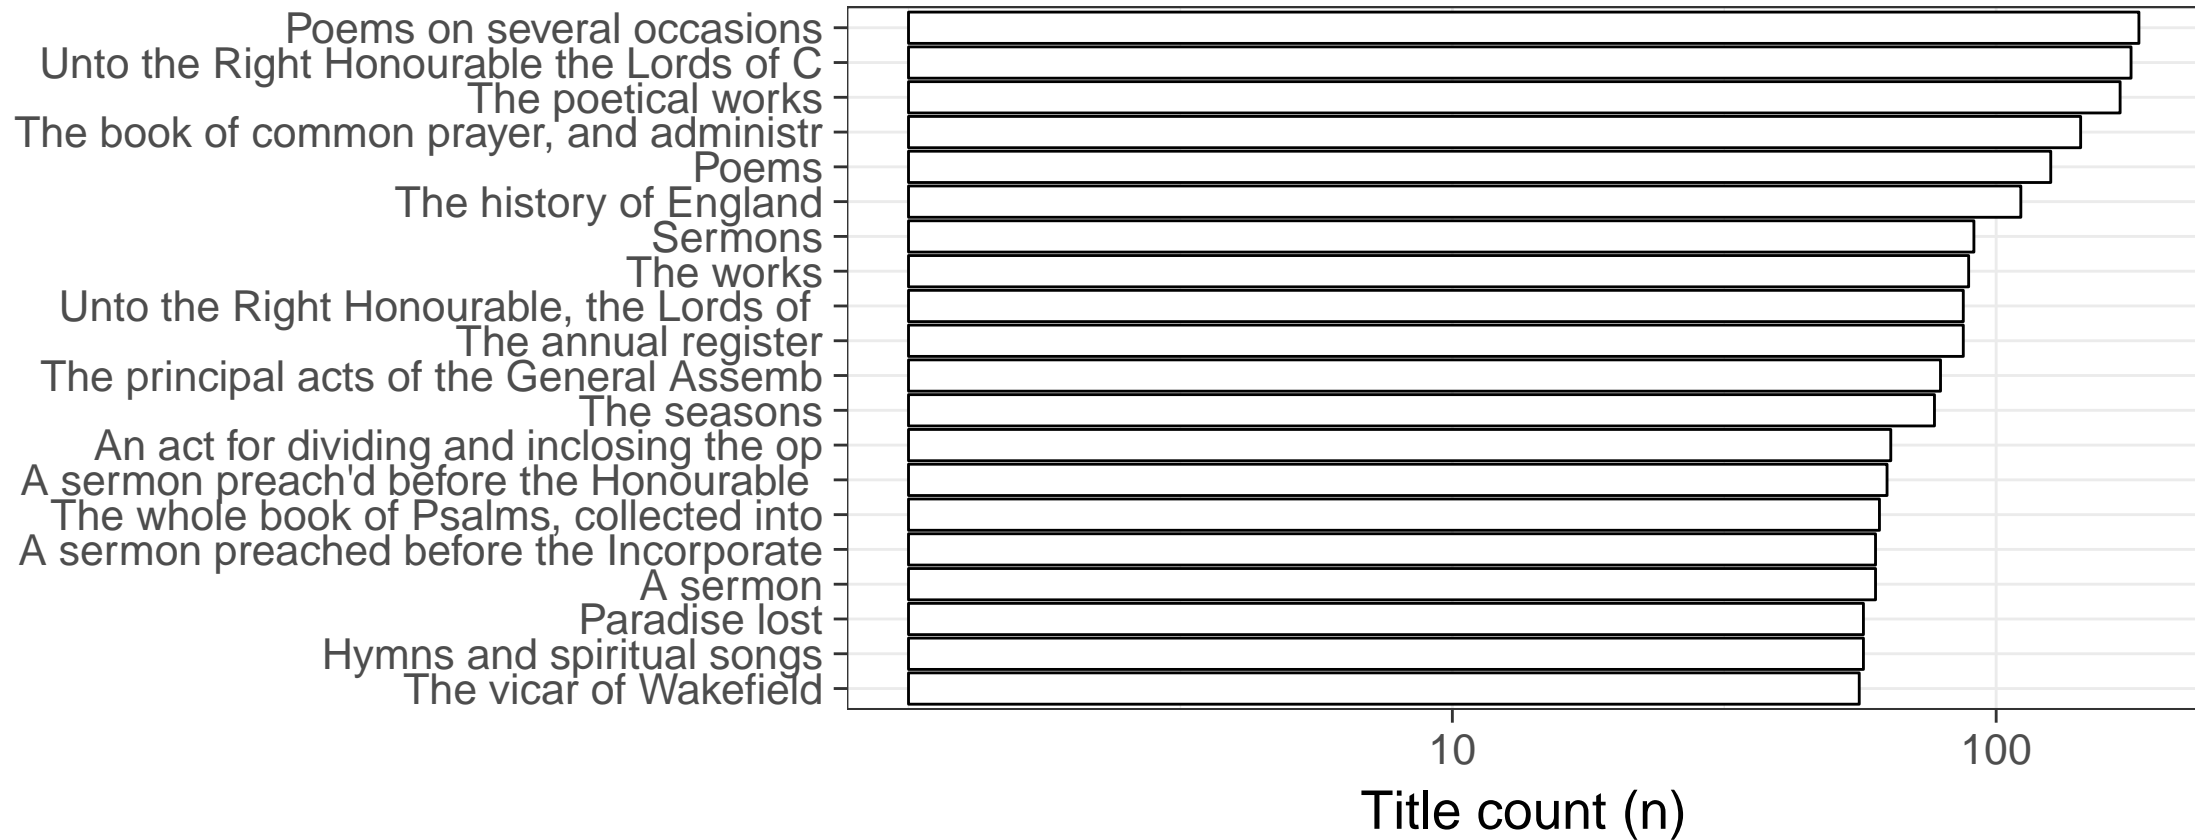 Poems on several occasions
Unto the Right Honourable the Lords of C
The poetical works
The book of common prayer, and administr
Poems
The history of England
Sermons
The works
Unto the Right Honourable, the Lords of
The annual register
The principal acts of the General Assemb
The seasons
An act for dividing and inclosing the op
A sermon preach'd before the Honourable
The whole book of Psalms, collected into
A sermon preached before the Incorporate
A sermon
Paradise lost
Hymns and spiritual songs
The vicar of Wakefield
10 100
Title count (n)